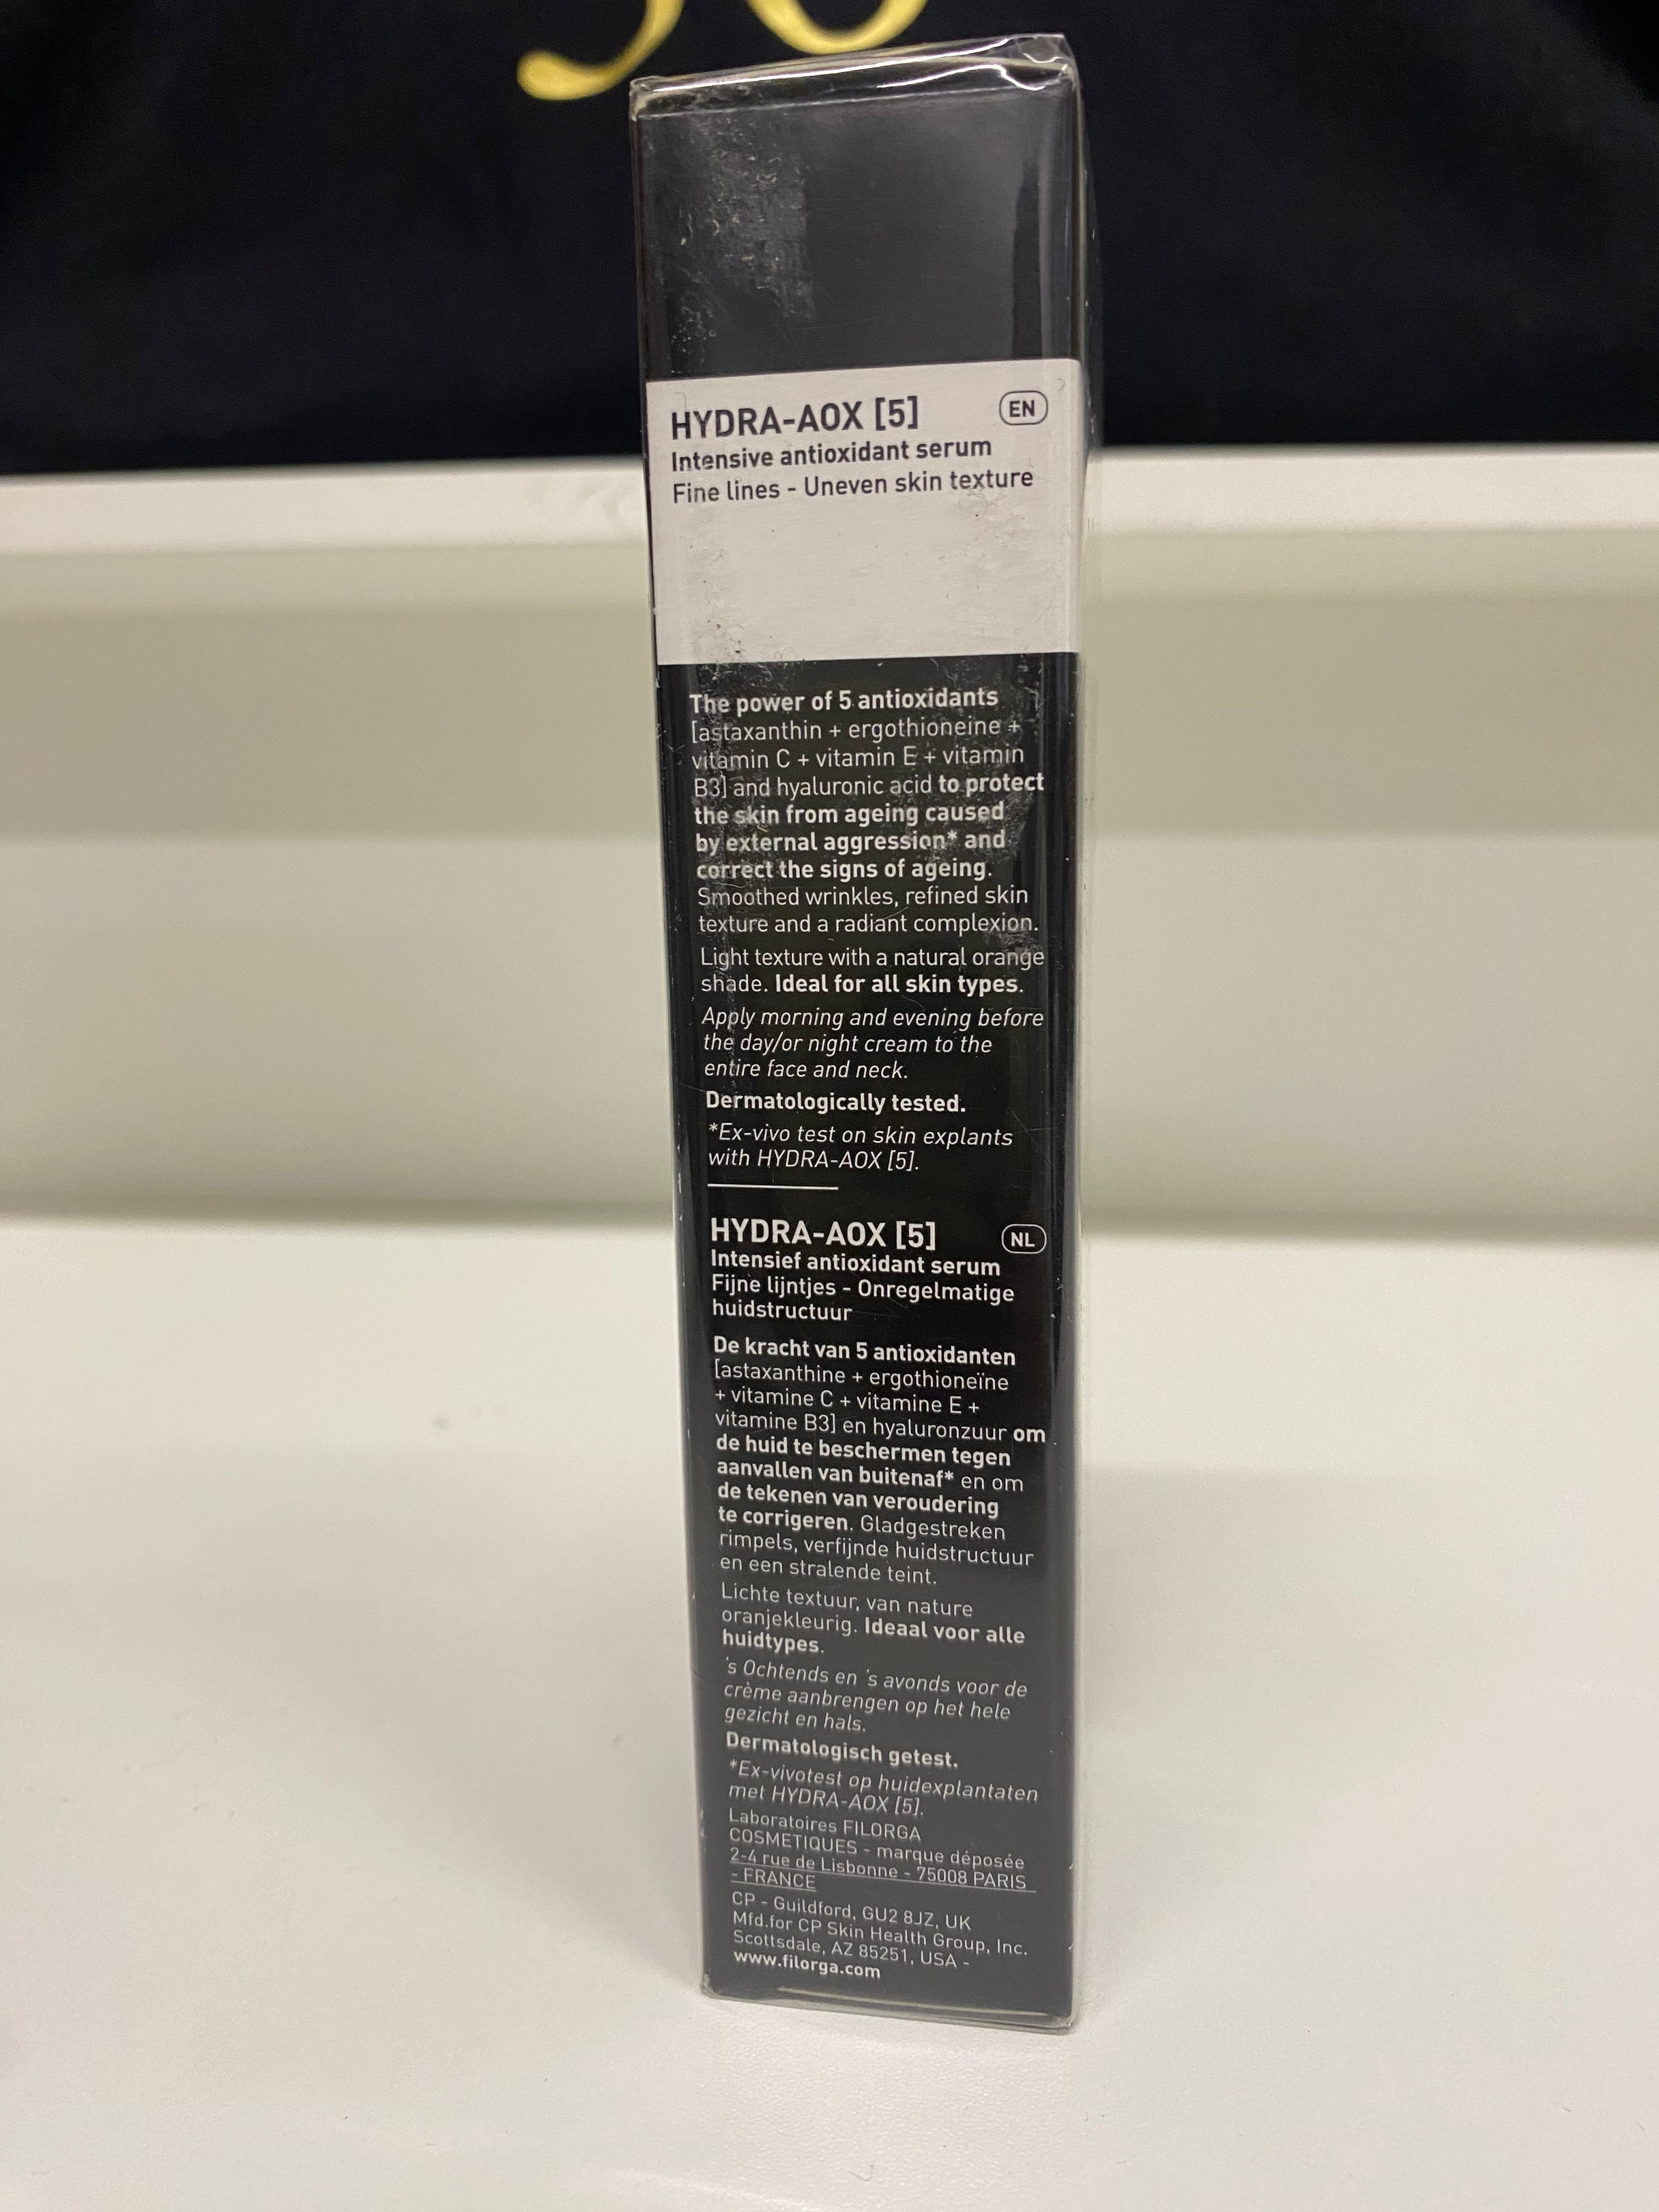 HYDRA-AOX [5]
EN
Intensive antioxidant serum
Fine lines - Uneven skin texture
The power of 5 antioxidants
[astaxanthin + ergothioneine +
vitamin C + vitamin E + vitamin
B3] and hyaluronic acid to protect
the skin from ageing caused
by external aggression* and
correct the signs of ageing.
Smoothed wrinkles, refined skin
texture and a radiant complexion.
Light texture with a natural orange
shade. Ideal for all skin types.
Apply morning and evening before
the day/or night cream to the
entire face and neck.
Dermatologically tested.
*Ex-vivo test on skin explants
with HYDRA-AOX [5].
HYDRA-AOX [5]
NL
Intensief antioxidant serum
Fijne lijntjes - Onregelmatige
huidstructuur
De kracht van 5 antioxidanten
[astaxanthine + ergothioneïne
+ vitamine C + vitamine E +
vitamine B3] en hyaluronzuur om
de huid te beschermen tegen
aanvallen van buitenaf* en om
de tekenen van veroudering
te corrigeren. Gladgestreken
rimpels, verfijnde huidstructuur
en een stralende teint.
Lichte textuur, van nature
oranjekleurig. Ideaal voor alle
huidtypes.
's Ochtends en 's avonds voor de
crème aanbrengen op het hele
gezicht en hals.
Dermatologisch getest.
*Ex-vivotest op huidexplantaten
met HYDRA-AOX [5].
Laboratoires FILORGA
COSMETIQUES - marque déposée
2-4 rue de Lisbonne - 75008 PARIS
- FRANCE
CP - Guildford, GU2 8JZ, UK
Mfd.for CP Skin Health Group, Inc.
Scottsdale, AZ 85251, USA -
www.filorga.com